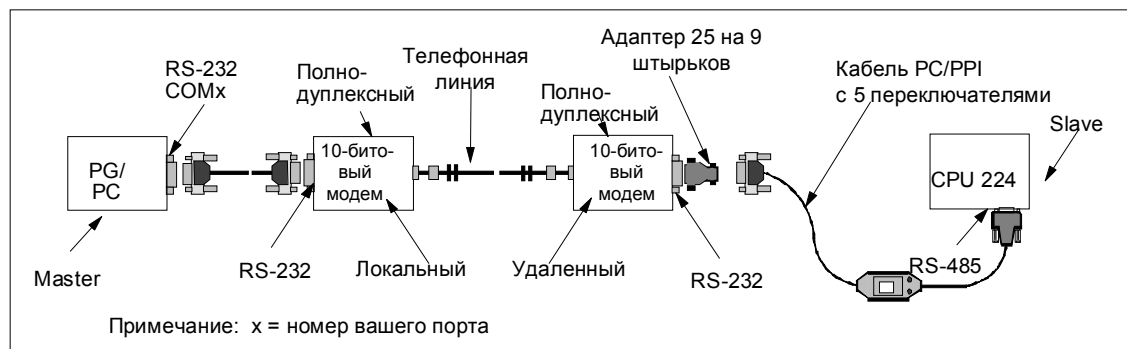 RS-232
COMx
Полно-
дуплексный
Телефонная
линия
Адаптер 25 на 9
штырьков
Полно-
дуплексный
Кабель PC/PPI
с 5 переключателями
Slave
PG/
PC
10-бито-
вый
модем
10-бито-
вый
модем
CPU 224
Master
RS-232
Локальный
Удаленный
RS-232
RS-485
Примечание: x = номер вашего порта